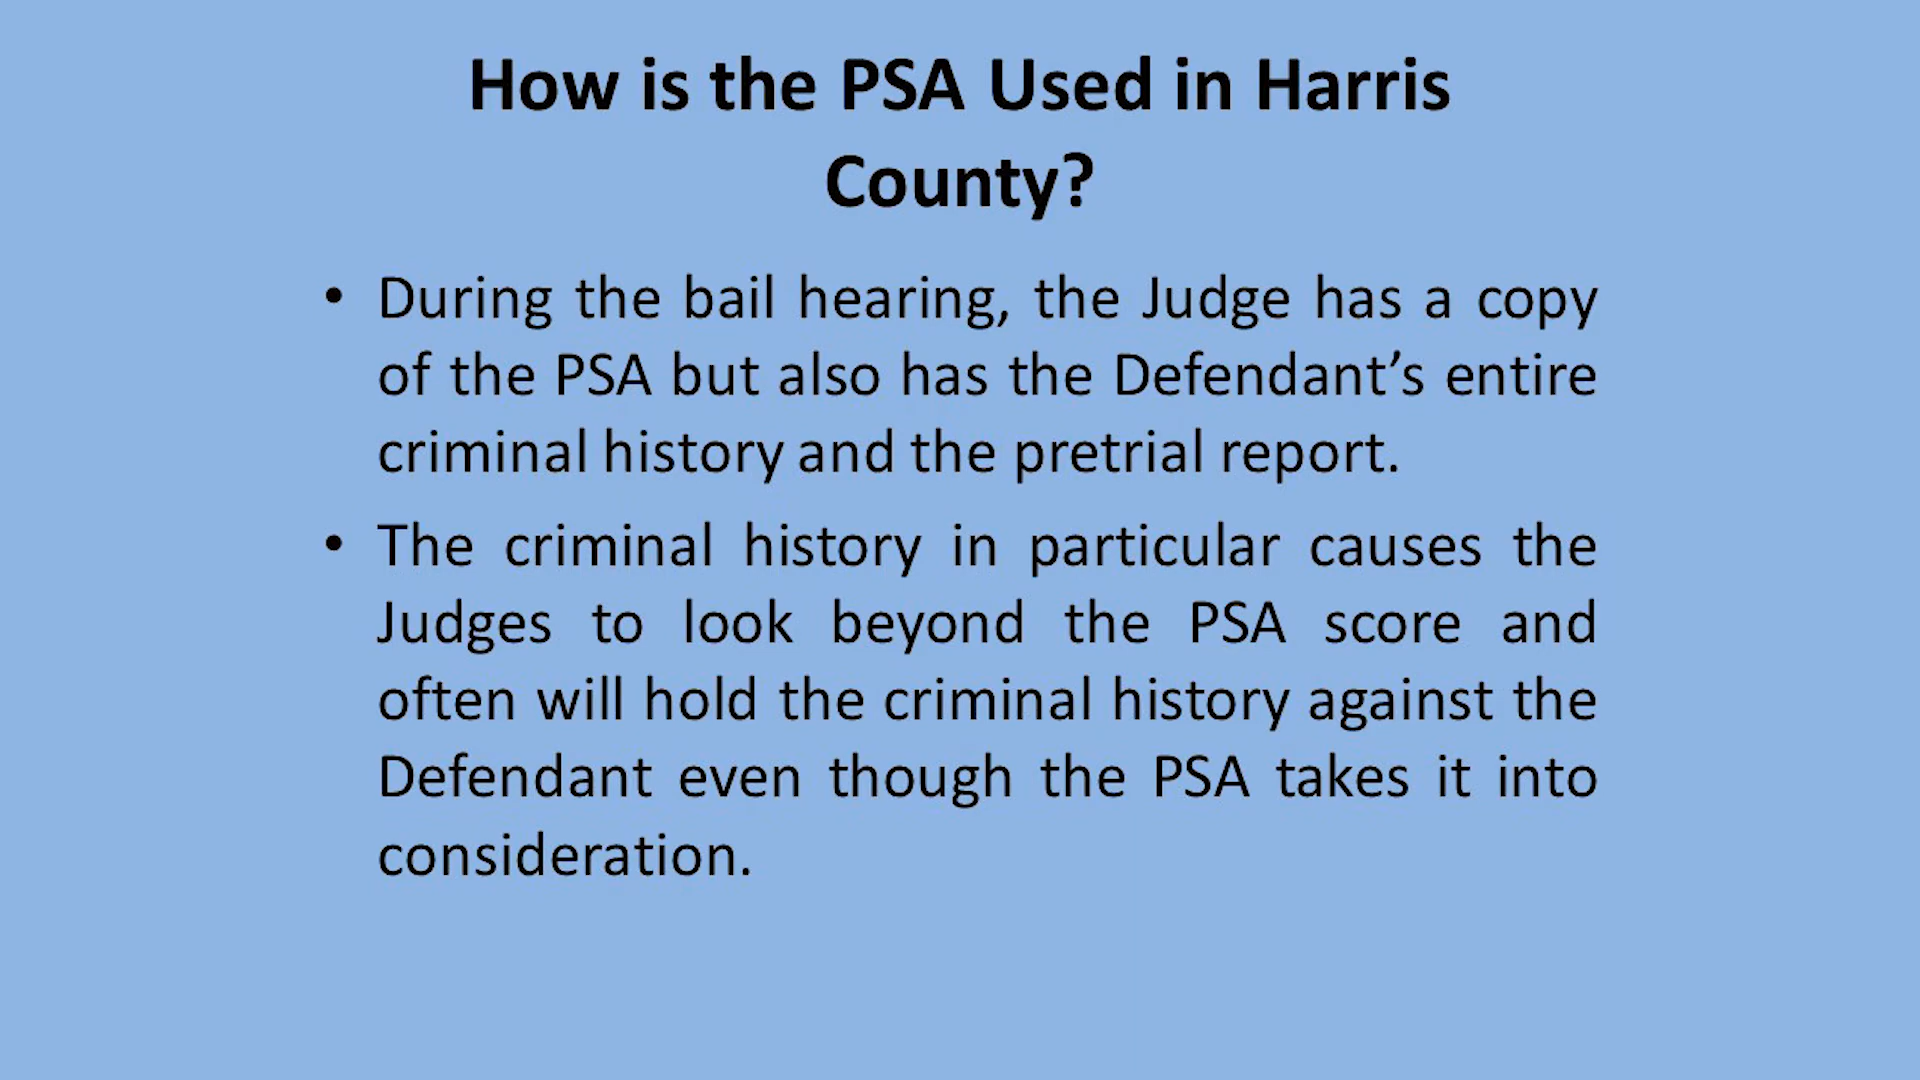 How is the PSA Used in Harris
County?
• During the bail hearing, the Judge has a copy
of the PSA but also has the Defendant’s entire
criminal history and the pretrial report.
• The criminal history in particular causes the
Judges to look beyond the PSA score and
often will hold the criminal history against the
Defendant even though the PSA takes it into
consideration.